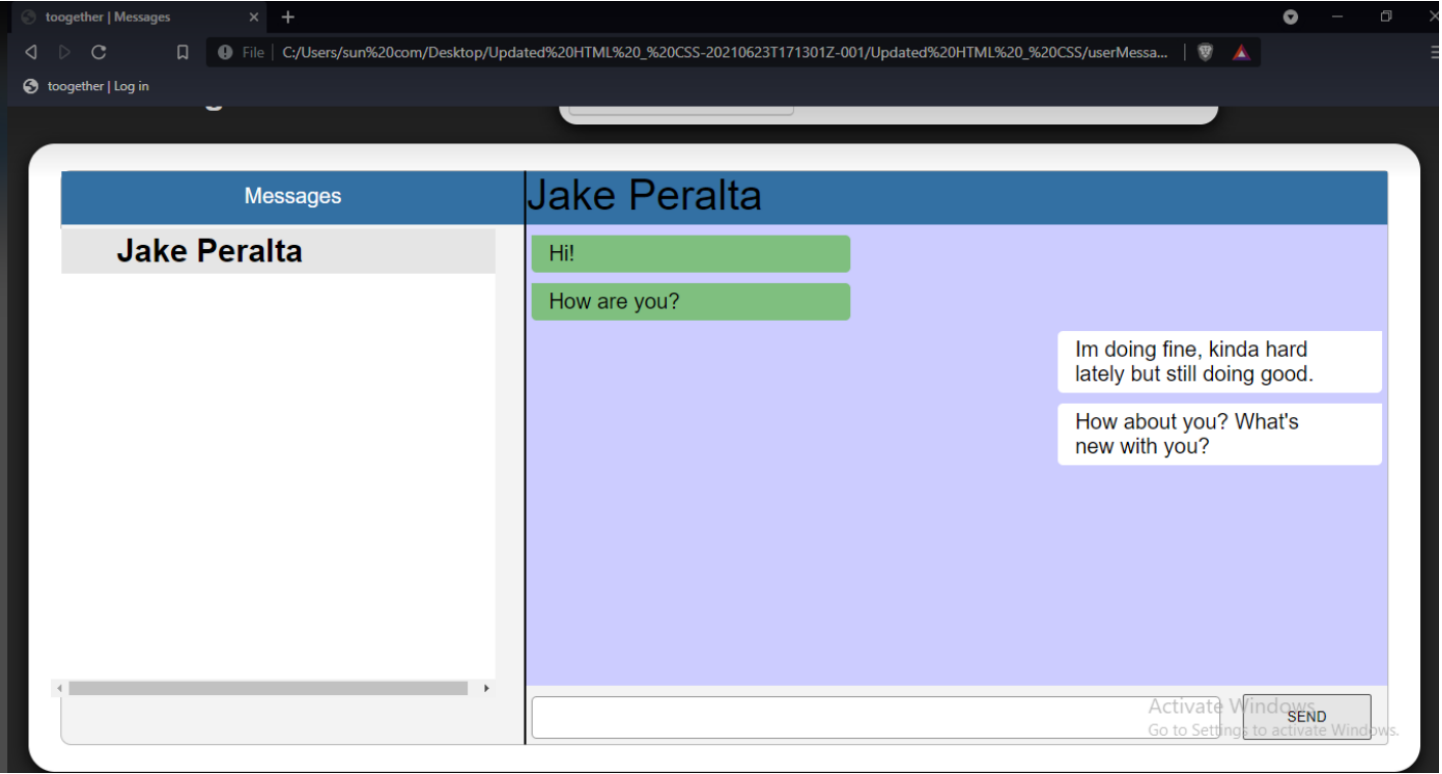 toogether | Messages
File
C:/Users/sun%20com/Desktop/Updated%20HTML%20_%20CSS-20210623T171301Z-001/Updated%20HTML%20_%20CSS/userMessa...
toogether | Log in
Messages
Jake Peralta
Jake Peralta
Hi!
How are you?
Im doing fine, kinda hard
lately but still doing good.
How about you? What's
new with you?
SEND
Activate Windows
Go to Settings to activate Windows.